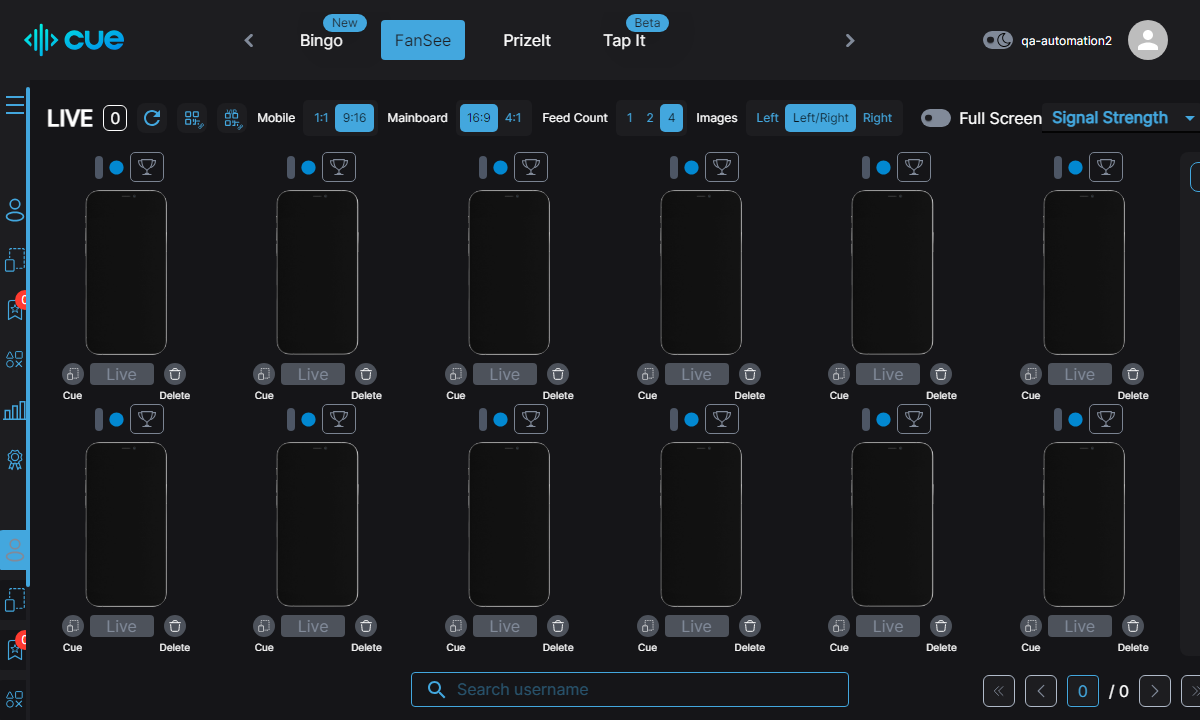 CUE
New
Beta
Bingo
FanSee
PrizeIt
Tap It
qa-automation2
LIVE 0
Mobile 1:1 9:16
Mainboard 16:9 4:1
Feed Count 1 2 4
Images Left Left/Right Right
Full Screen
Signal Strength
Live Live Live Live Live Live
Cue Delete Cue Delete Cue Delete Cue Delete Cue Delete Cue Delete
Live Live Live Live Live Live
Cue Delete Cue Delete Cue Delete Cue Delete Cue Delete Cue Delete
Search username
0 / 0